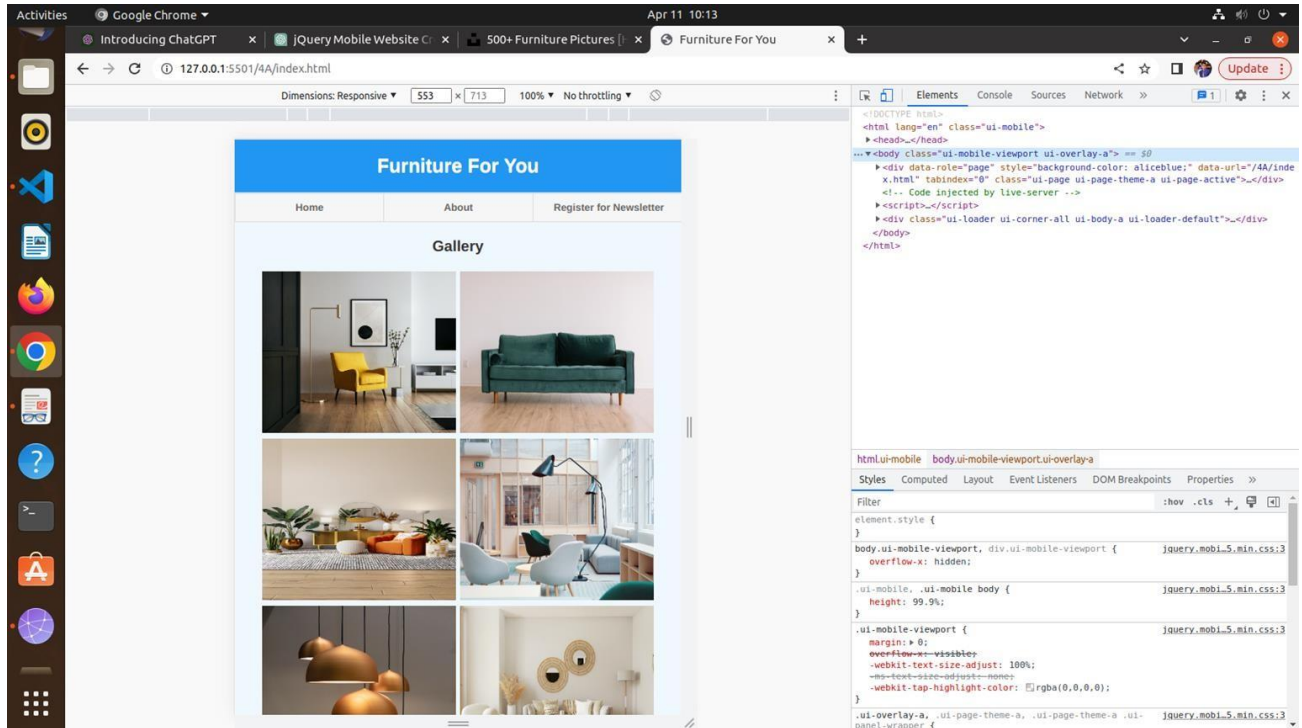 Activities Google Chrome ▾ Apr 11 10:13
Introducing ChatGPT × jQuery Mobile Website Cr × 500+ Furniture Pictures [H × Furniture For You × +
127.0.0.1:5501/4A/index.html Update
Dimensions: Responsive ▾ 553 × 713 100% ▾ No throttling ▾
Elements Console Sources Network » 1
<!DOCTYPE html>
<html lang="en" class="ui-mobile">
▸<head>…</head>
…▾<body class="ui-mobile-viewport ui-overlay-a"> == $0
▸<div data-role="page" style="background-color: aliceblue;" data-url="/4A/inde
x.html" tabindex="0" class="ui-page ui-page-theme-a ui-page-active">…</div>
<!-- Code injected by live-server -->
▸<script>…</script>
▸<div class="ui-loader ui-corner-all ui-body-a ui-loader-default">…</div>
</body>
</html>
Furniture For You
Home About Register for Newsletter
Gallery
html.ui-mobile body.ui-mobile-viewport.ui-overlay-a
Styles Computed Layout Event Listeners DOM Breakpoints Properties »
Filter :hov .cls +
element.style {
}
body.ui-mobile-viewport, div.ui-mobile-viewport { jquery.mobi…5.min.css:3
overflow-x: hidden;
}
.ui-mobile, .ui-mobile body { jquery.mobi…5.min.css:3
height: 99.9%;
}
.ui-mobile-viewport { jquery.mobi…5.min.css:3
margin: ▸ 0;
overflow-x: visible;
-webkit-text-size-adjust: 100%;
-ms-text-size-adjust: none;
-webkit-tap-highlight-color: rgba(0,0,0,0);
}
.ui-overlay-a, .ui-page-theme-a, .ui-page-theme-a .ui- jquery.mobi…5.min.css:3
panel-wrapper {